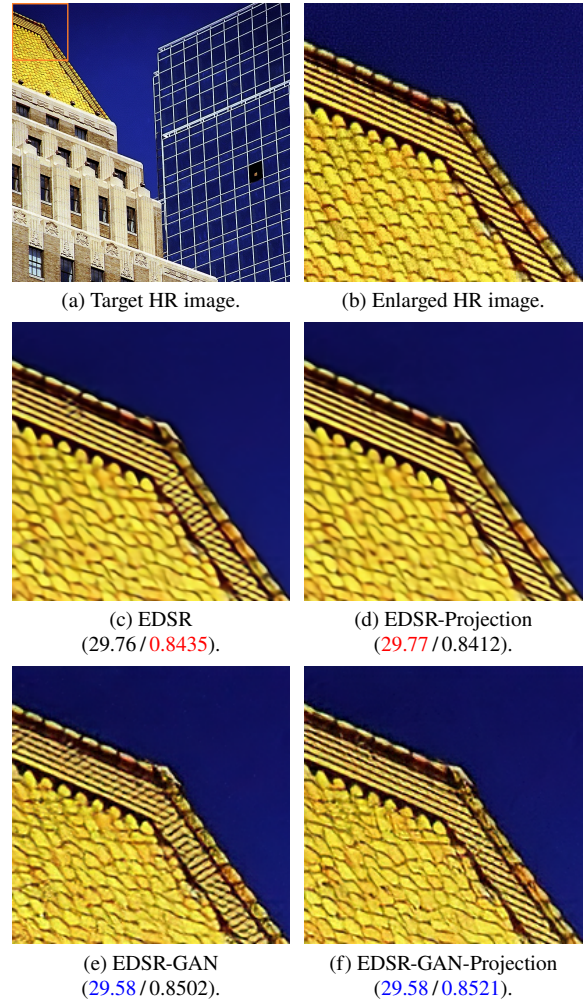 (a) Target HR image.
(b) Enlarged HR image.
(c) EDSR
(29.76 / 0.8435).
(d) EDSR-Projection
(29.77 / 0.8412).
(e) EDSR-GAN
(29.58 / 0.8502).
(f) EDSR-GAN-Projection
(29.58 / 0.8521).